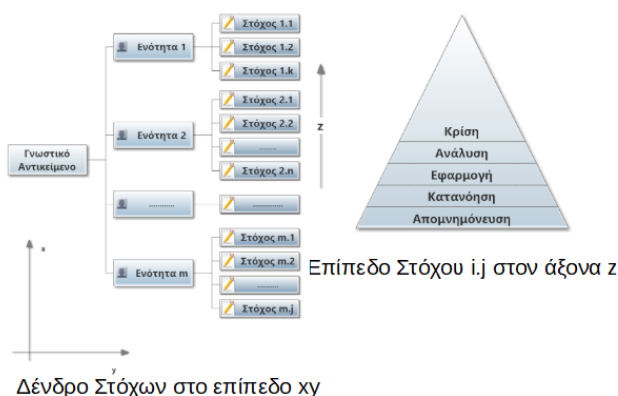 Γνωστικό
Αντικείμενο
Ενότητα 1
Στόχος 1.1
Στόχος 1.2
Στόχος 1.k
Ενότητα 2
Στόχος 2.1
Στόχος 2.2
.......
Στόχος 2.n
...........
............
Ενότητα m
Στόχος m.1
Στόχος m.2
.........
Στόχος m.j
z
x
y
Δένδρο Στόχων στο επίπεδο xy
Κρίση
Ανάλυση
Εφαρμογή
Κατανόηση
Απομνημόνευση
Επίπεδο Στόχου i.j στον άξονα z